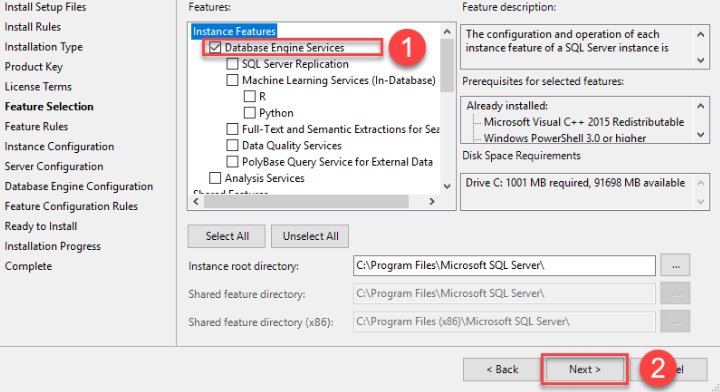 Install Setup Files
Install Rules
Installation Type
Product Key
License Terms
Feature Selection
Feature Rules
Instance Configuration
Server Configuration
Database Engine Configuration
Feature Configuration Rules
Ready to Install
Installation Progress
Complete
Features:
Instance Features
Database Engine Services
1
SQL Server Replication
Machine Learning Services (In-Database)
R
Python
Full-Text and Semantic Extractions for Sea
Data Quality Services
PolyBase Query Service for External Data
Analysis Services
Shared Features
Feature description:
The configuration and operation of each
instance feature of a SQL Server instance is
Prerequisites for selected features:
Already installed:
Microsoft Visual C++ 2015 Redistributable
Windows PowerShell 3.0 or higher
Disk Space Requirements
Drive C: 1001 MB required, 91698 MB available
Select All
Unselect All
Instance root directory:
C:\Program Files\Microsoft SQL Server\
...
Shared feature directory:
C:\Program Files\Microsoft SQL Server\
...
Shared feature directory (x86):
C:\Program Files (x86)\Microsoft SQL Server\
...
< Back
Next >
2